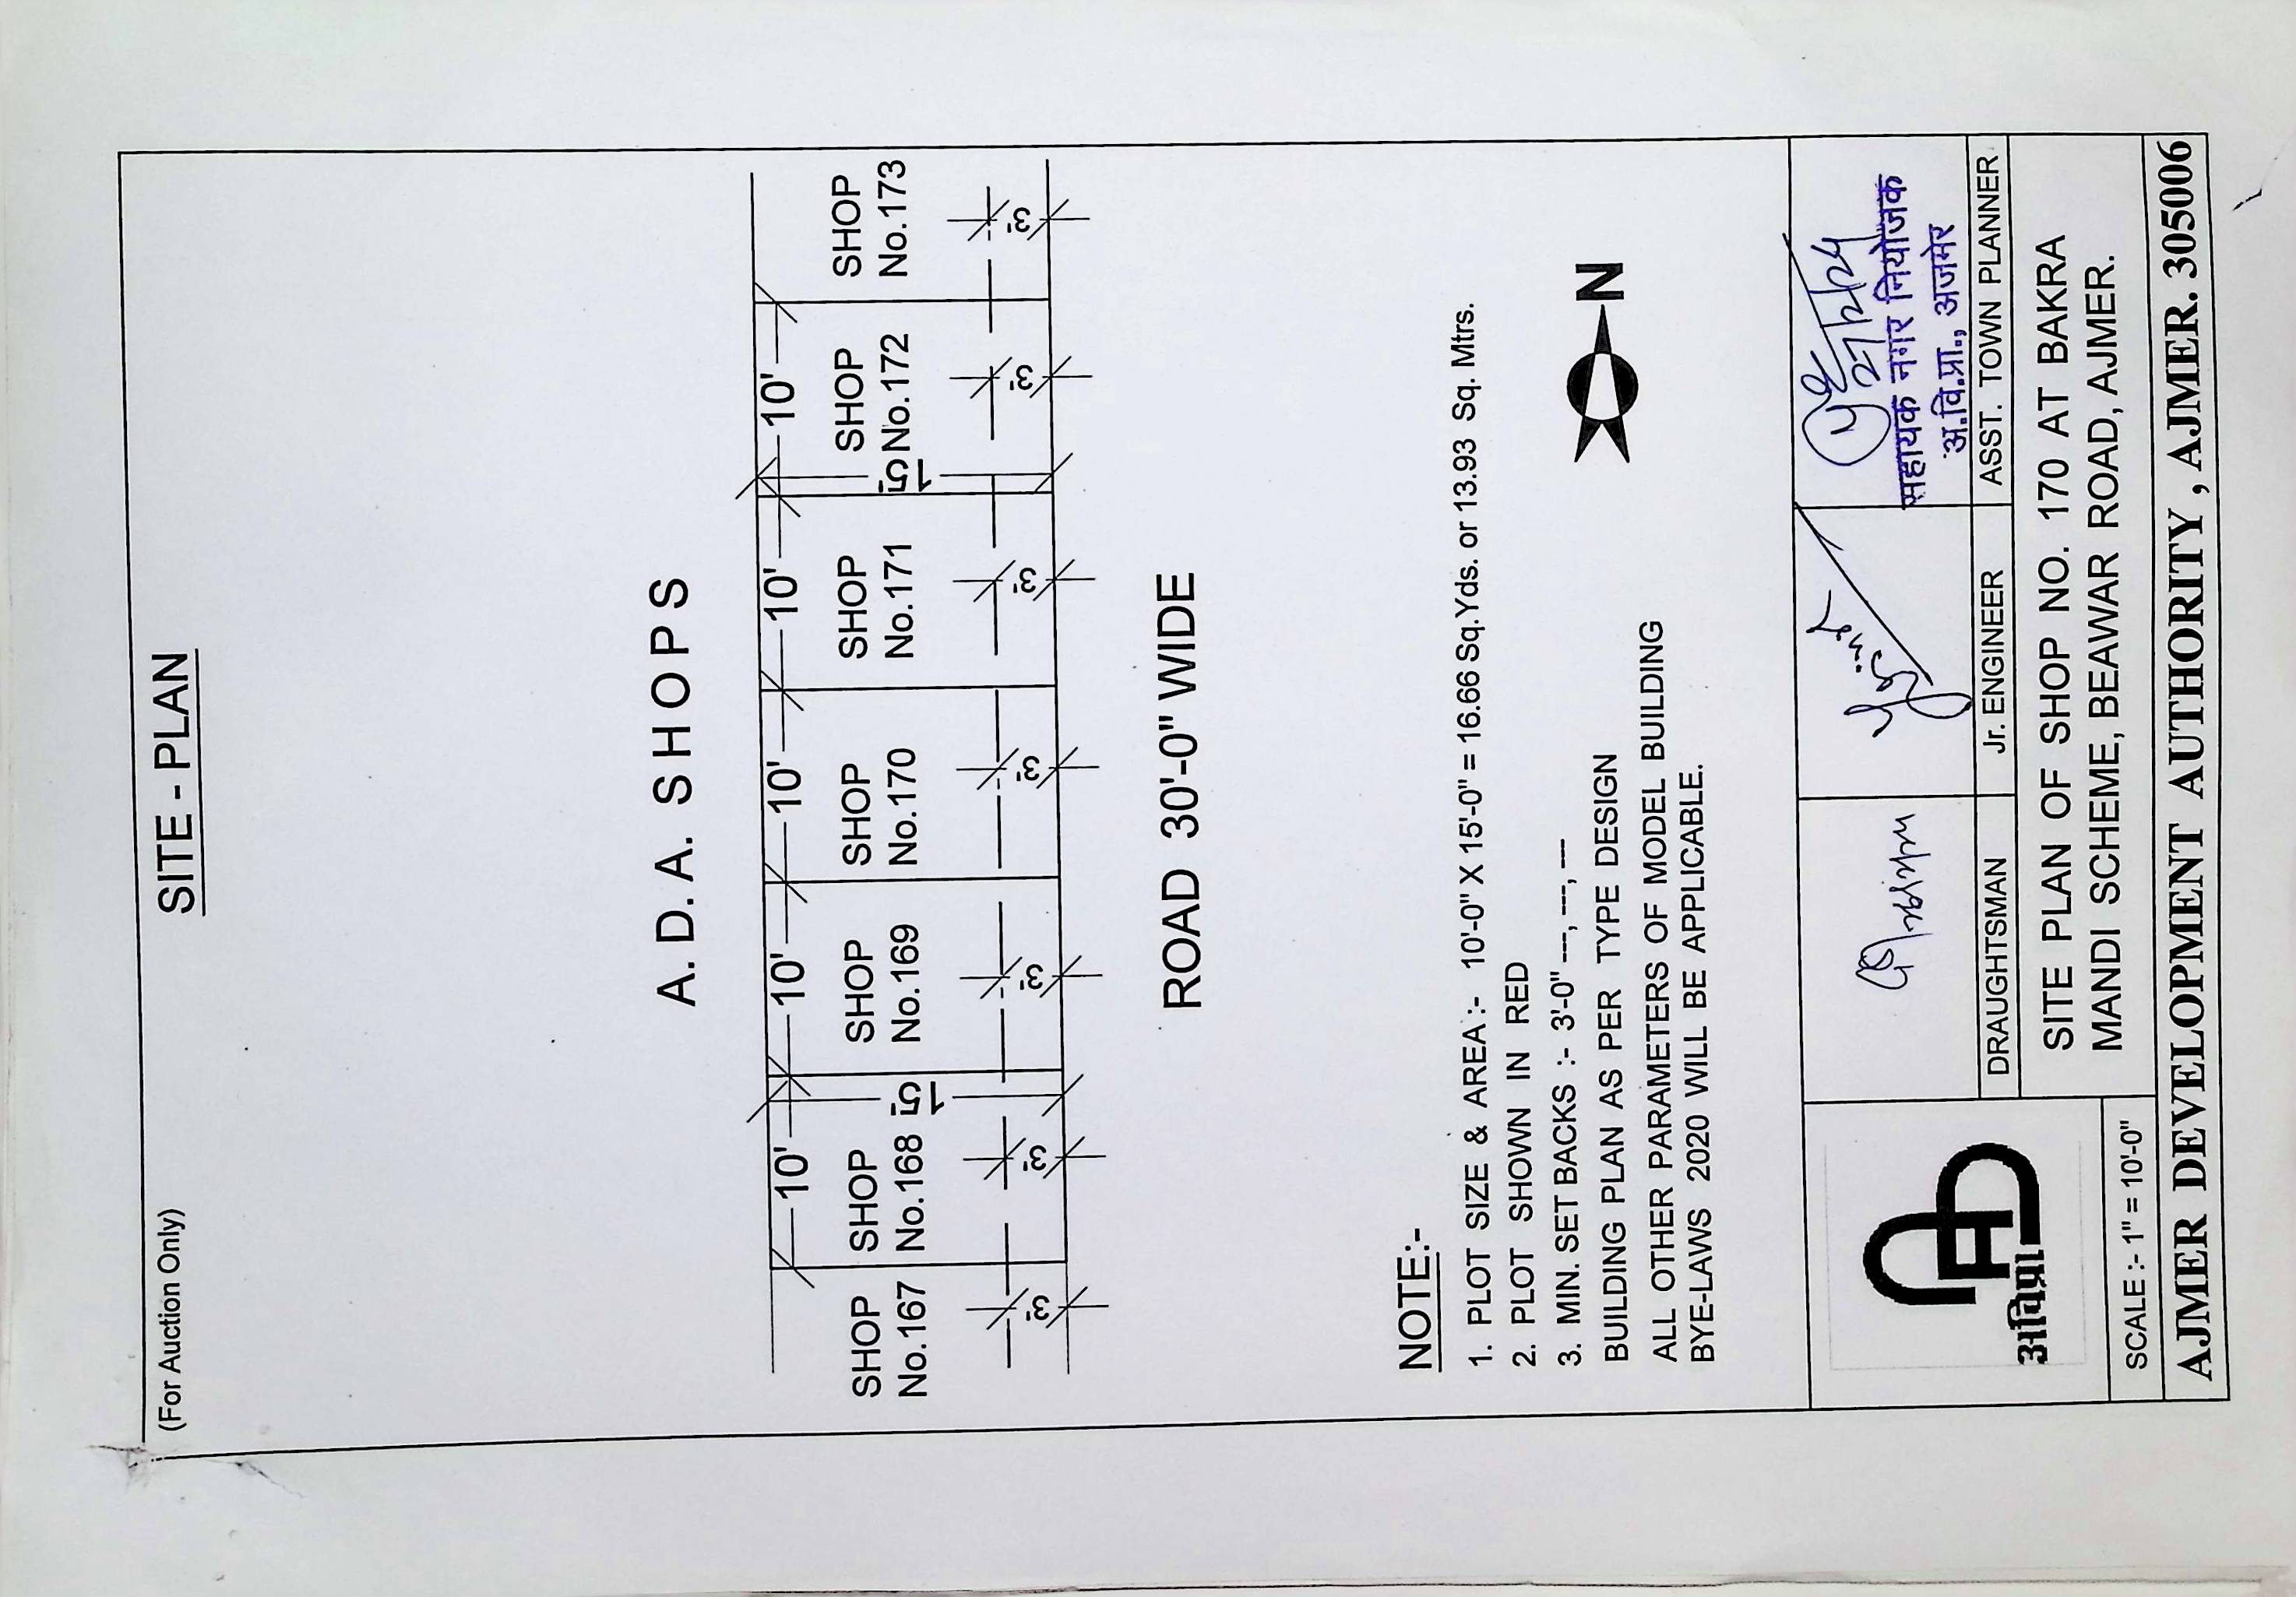 (For Auction Only)
SITE - PLAN
A.D.A. SHOPS
10'
10'
10'
10'
10'
SHOP
No.167
SHOP
No.168
15'
SHOP
No.169
SHOP
No.170
SHOP
No.171
15'
SHOP
No.172
SHOP
No.173
3'
3'
3'
3'
3'
3'
3'
ROAD 30'-0" WIDE
NOTE:-
1. PLOT SIZE & AREA :- 10'-0" X 15'-0" = 16.66 Sq.Yds. or 13.93 Sq. Mtrs.
2. PLOT SHOWN IN RED
3. MIN. SET BACKS :- 3'-0" ---, ---, ---
BUILDING PLAN AS PER TYPE DESIGN
ALL OTHER PARAMETERS OF MODEL BUILDING
BYE-LAWS 2020 WILL BE APPLICABLE.
N
27/2/24
सहायक नगर नियोजक
अ.वि.प्रा., अजमेर
DRAUGHTSMAN
Jr. ENGINEER
ASST. TOWN PLANNER
अविप्रा
SITE PLAN OF SHOP NO. 170 AT BAKRA
MANDI SCHEME, BEAWAR ROAD, AJMER.
SCALE :- 1" = 10'-0"
AJMER DEVELOPMENT AUTHORITY , AJMER. 305006